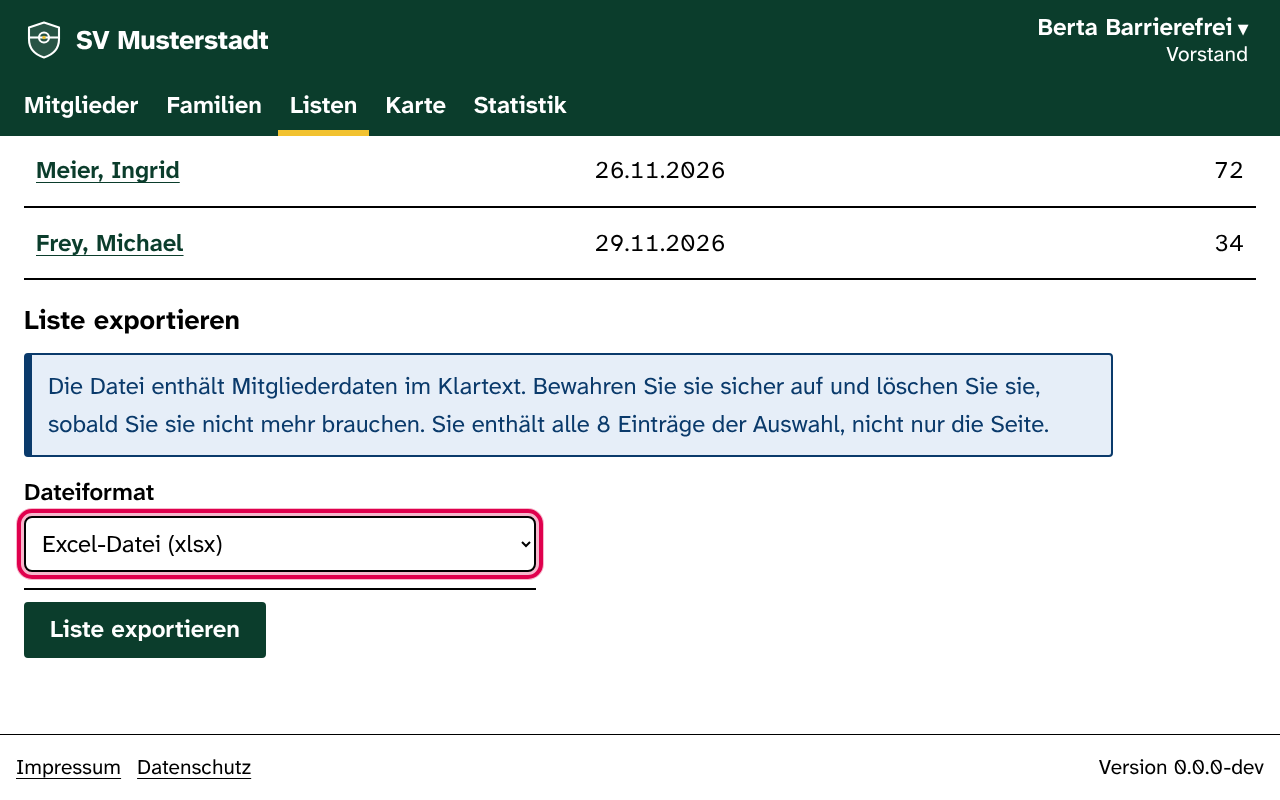 SV Musterstadt
Berta Barrierefrei ▾
Vorstand
Mitglieder Familien Listen Karte Statistik
Meier, Ingrid 26.11.2026 72
Frey, Michael 29.11.2026 34
Liste exportieren
Die Datei enthält Mitgliederdaten im Klartext. Bewahren Sie sie sicher auf und löschen Sie sie,
sobald Sie sie nicht mehr brauchen. Sie enthält alle 8 Einträge der Auswahl, nicht nur die Seite.
Dateiformat
Excel-Datei (xlsx)
Liste exportieren
Impressum Datenschutz Version 0.0.0-dev